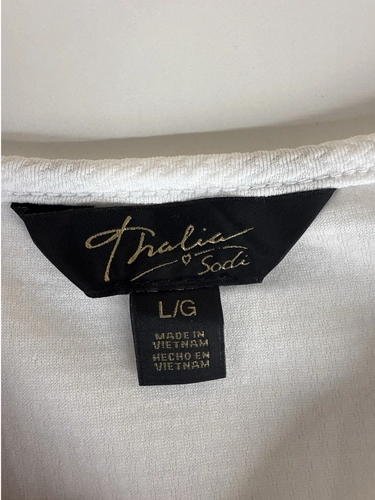 Thalia
Sodi
L/G
MADE IN
VIETNAM
HECHO EN
VIETNAM